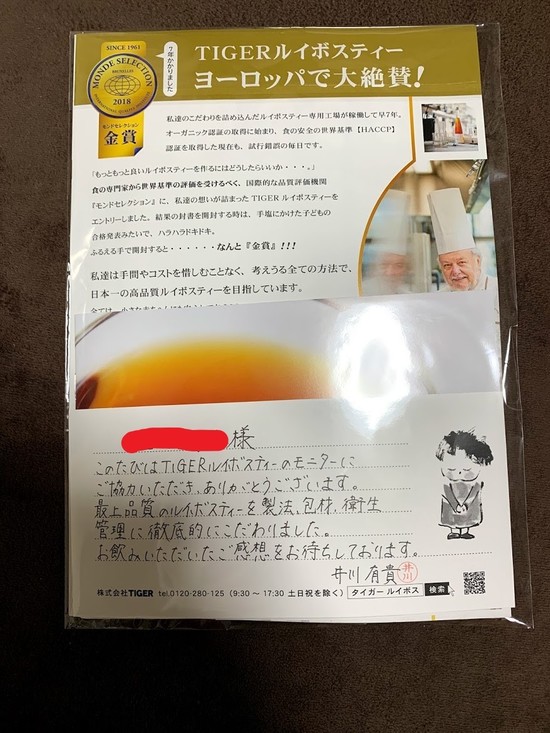 SINCE 1961
MONDE SELECTION
BRUXELLES
2018
モンドセレクション
金賞
7年かかりました
TIGERルイボスティー
ヨーロッパで大絶賛!
私達のこだわりを詰め込んだルイボスティー専用工場が稼働して早7年。
オーガニック認証の取得に始まり、食の安全の世界基準【HACCP】
認証を取得した現在も、試行錯誤の毎日です。
「もっともっと良いルイボスティーを作るにはどうしたらいいか・・・。」
食の専門家から世界基準の評価を受けるべく、国際的な品質評価機関
『モンドセレクション』に、私達の想いが詰まった TIGER ルイボスティーを
エントリーしました。結果の封書を開封する時は、手塩にかけた子どもの
合格発表みたいで、ハラハラドキドキ。
ふるえる手で開封すると・・・・・・なんと『金賞』!!!
私達は手間やコストを惜しむことなく、考えうる全ての方法で、
日本一の高品質ルイボスティーを目指しています。
様
このたびはTIGERルイボスティーのモニターに
ご協力いただき、ありがとうございます。
最上品質のルイボスティーを製法、包材、衛生
管理に徹底的にこだわりました。
お飲みいただいたご感想をお待ちしております。
井川 有貴 井川
株式会社TIGER tel.0120-280-125 (9:30 〜 17:30 土日祝を除く) タイガー ルイボス 検索